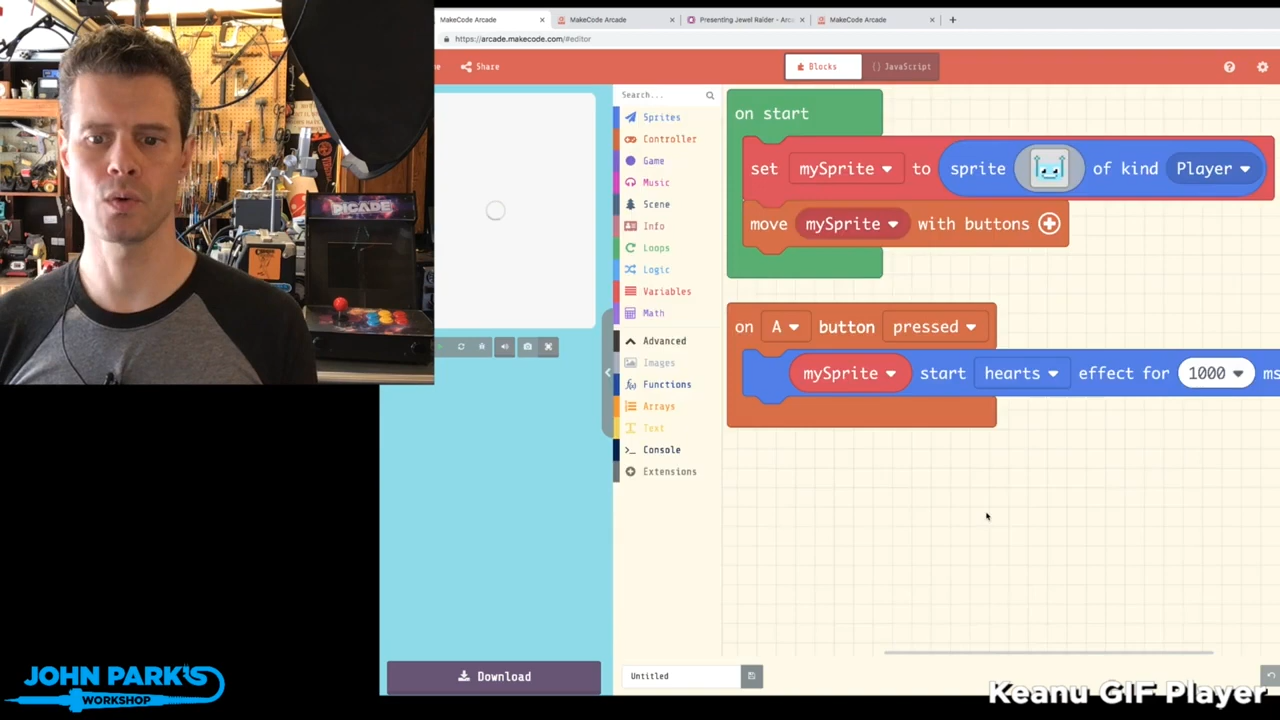 MakeCode Arcade
MakeCode Arcade
Presenting Jewel Raider - Arc
MakeCode Arcade
https://arcade.makecode.com/#editor
Share
Blocks
JavaScript
Search...
Sprites
Controller
Game
Music
Scene
Info
Loops
Logic
Variables
Math
Advanced
Images
Functions
Arrays
Text
Console
Extensions
on start
set mySprite to sprite of kind Player
move mySprite with buttons
on A button pressed
mySprite start hearts effect for 1000 ms
PICADE
Download
Untitled
JOHN PARK'S
WORKSHOP
Keanu GIF Player